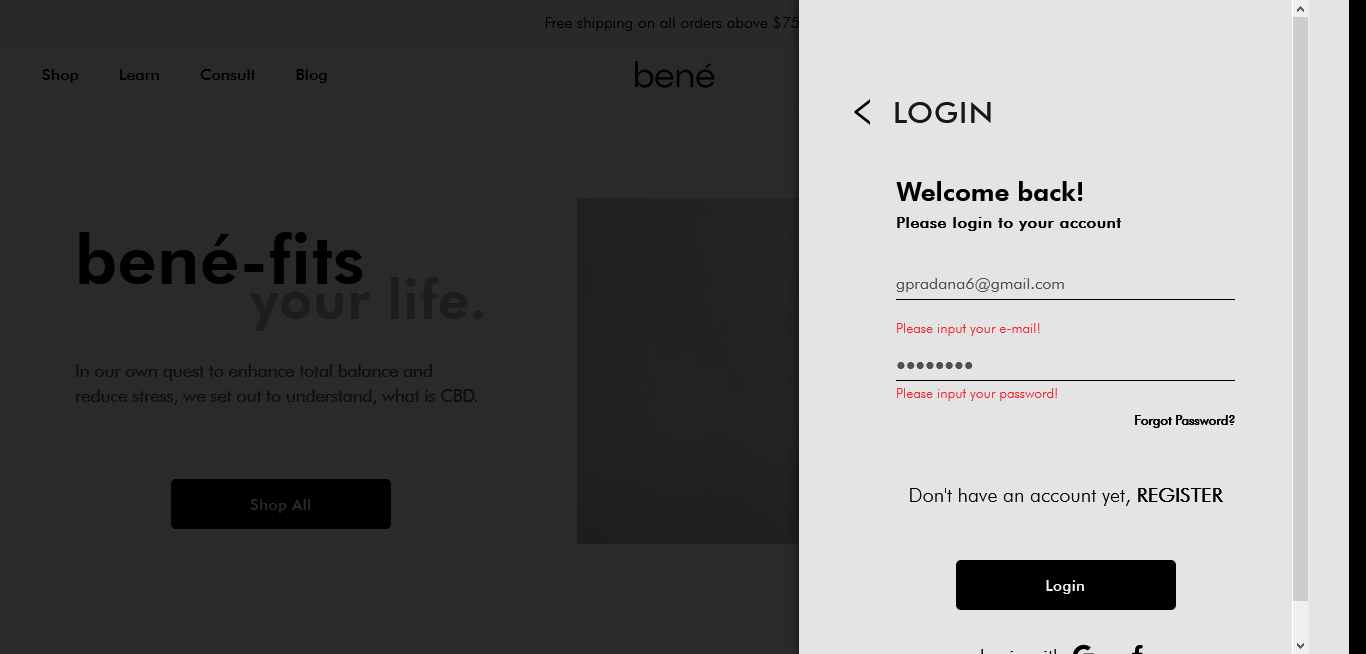 Free shipping on all orders above $75
Shop Learn Consult Blog
bené
bené-fits
your life.
In our own quest to enhance total balance and
reduce stress, we set out to understand, what is CBD.
Shop All
LOGIN
Welcome back!
Please login to your account
gpradana6@gmail.com
Please input your e-mail!
Please input your password!
Forgot Password?
Don't have an account yet, REGISTER
Login